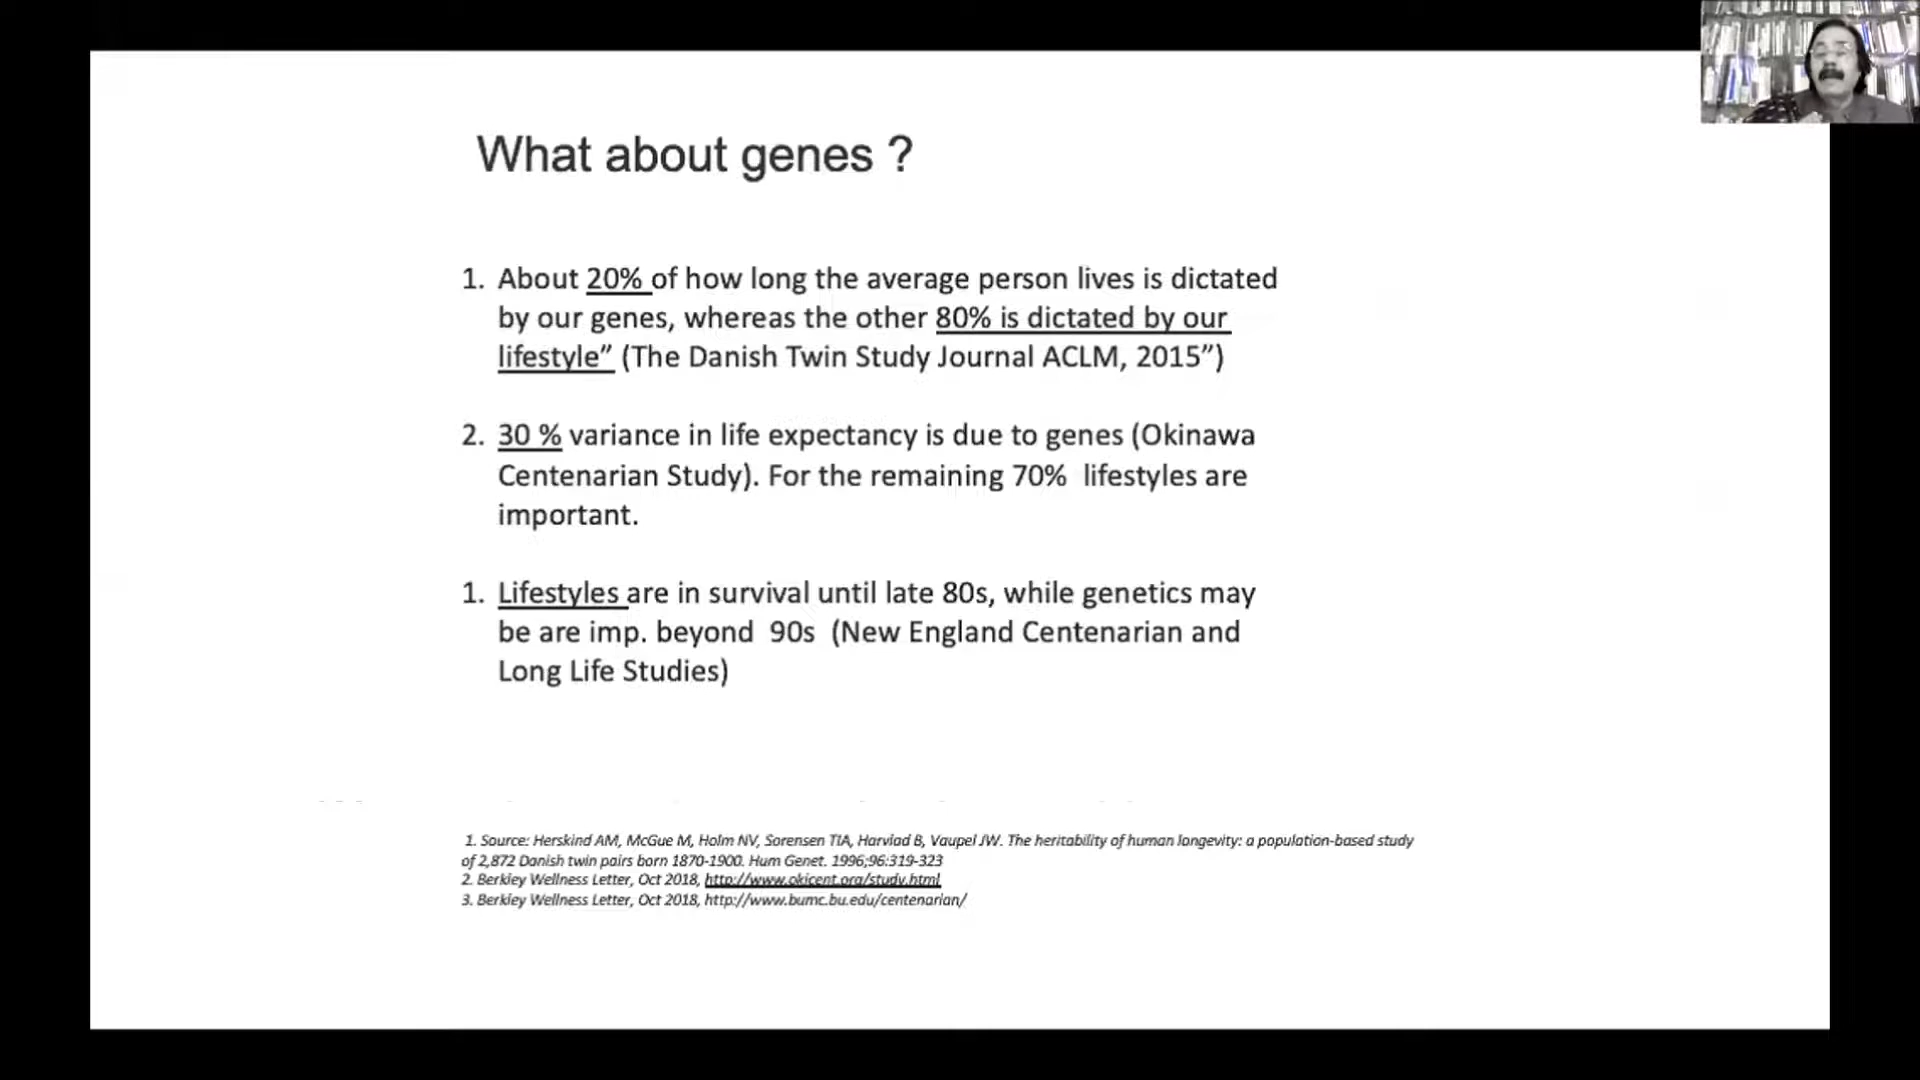 What about genes ?
1. About 20% of how long the average person lives is dictated
by our genes, whereas the other 80% is dictated by our
lifestyle” (The Danish Twin Study Journal ACLM, 2015”)
2. 30 % variance in life expectancy is due to genes (Okinawa
Centenarian Study). For the remaining 70% lifestyles are
important.
1. Lifestyles are in survival until late 80s, while genetics may
be are imp. beyond 90s (New England Centenarian and
Long Life Studies)
1. Source: Herskind AM, McGue M, Holm NV, Sorensen TIA, Harvlad B, Vaupel JW. The heritability of human longevity: a population-based study
of 2,872 Danish twin pairs born 1870-1900. Hum Genet. 1996;96:319-323
2. Berkley Wellness Letter, Oct 2018, http://www.okicent.org/study.html
3. Berkley Wellness Letter, Oct 2018, http://www.bumc.bu.edu/centenarian/